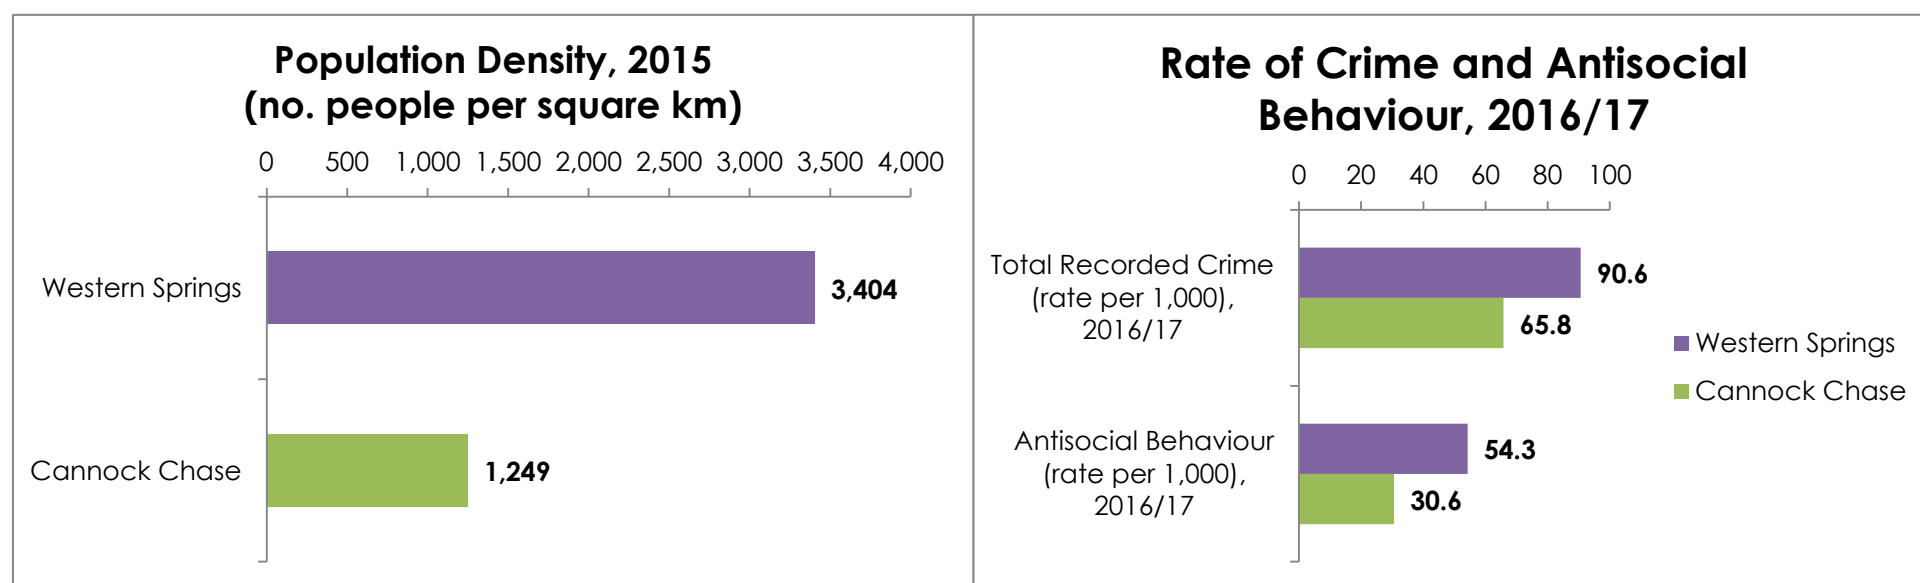 Population Density, 2015
(no. people per square km)
0 500 1,000 1,500 2,000 2,500 3,000 3,500 4,000
Western Springs
3,404
Cannock Chase
1,249
Rate of Crime and Antisocial
Behaviour, 2016/17
0 20 40 60 80 100
Total Recorded Crime
(rate per 1,000),
2016/17
90.6
65.8
Antisocial Behaviour
(rate per 1,000),
2016/17
54.3
30.6
Western Springs
Cannock Chase